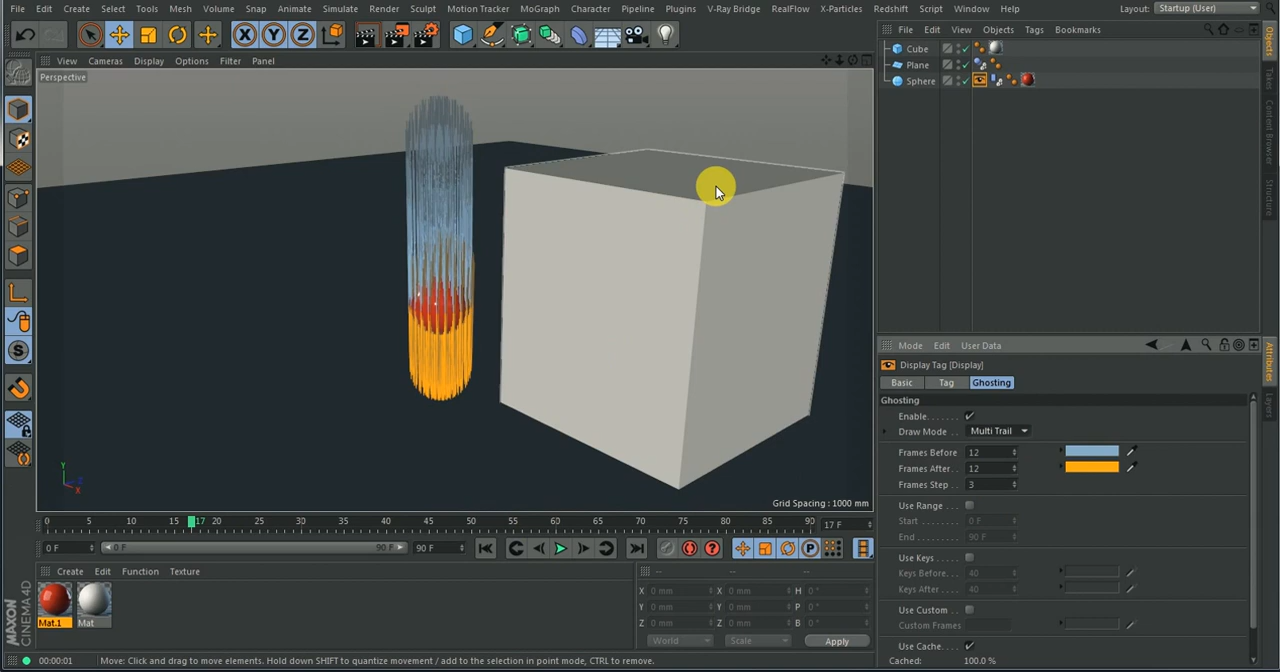 File Edit Create Select Tools Mesh Volume Snap Animate Simulate Render Sculpt Motion Tracker MoGraph Character Pipeline Plugins V-Ray Bridge RealFlow X-Particles Redshift Script Window Help Layout: Startup (User)
File Edit View Objects Tags Bookmarks
Cube
Plane
Sphere
View Cameras Display Options Filter Panel
Perspective
Grid Spacing : 1000 mm
0 5 10 15 17 20 25 30 35 40 45 50 55 60 65 70 75 80 85 90 17 F
0 F 0 F 90 F 90 F
Create Edit Function Texture
Mat.1 Mat
-- -- --
X 0 mm X 0 mm H 0 °
Y 0 mm Y 0 mm P 0 °
Z 0 mm Z 0 mm B 0 °
World Scale Apply
MAXON
CINEMA 4D
00:00:01 Move: Click and drag to move elements. Hold down SHIFT to quantize movement / add to the selection in point mode, CTRL to remove.
Mode Edit User Data
Display Tag [Display]
Basic Tag Ghosting
Ghosting
Enable
Draw Mode Multi Trail
Frames Before 12
Frames After 12
Frames Step 3
Use Range
Start 0 F
End 90 F
Use Keys
Keys Before 40
Keys After 40
Use Custom
Custom Frames
Use Cache
Cached: 100.0 %
Objects
Takes
Content Browser
Structure
Attributes
Layers
X Y Z
S
P
Y
Z
X